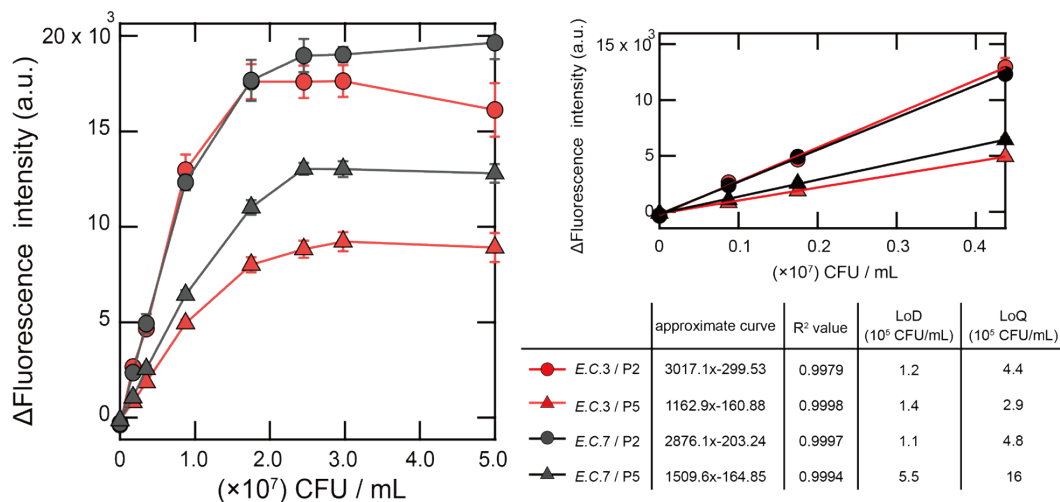 ΔFluorescence intensity (a.u.)
20 × 10³
15
10
5
0
0
1.0
2.0
3.0
4.0
5.0
(×10⁷) CFU / mL
ΔFluorescence intensity (a.u.)
15 × 10³
10
5
0
0
0.1
0.2
0.3
0.4
(×10⁷) CFU / mL
approximate curve R² value LoD (10⁵ CFU/mL) LoQ (10⁵ CFU/mL)
E.C.3 / P2 3017.1x-299.53 0.9979 1.2 4.4
E.C.3 / P5 1162.9x-160.88 0.9998 1.4 2.9
E.C.7 / P2 2876.1x-203.24 0.9997 1.1 4.8
E.C.7 / P5 1509.6x-164.85 0.9994 5.5 16